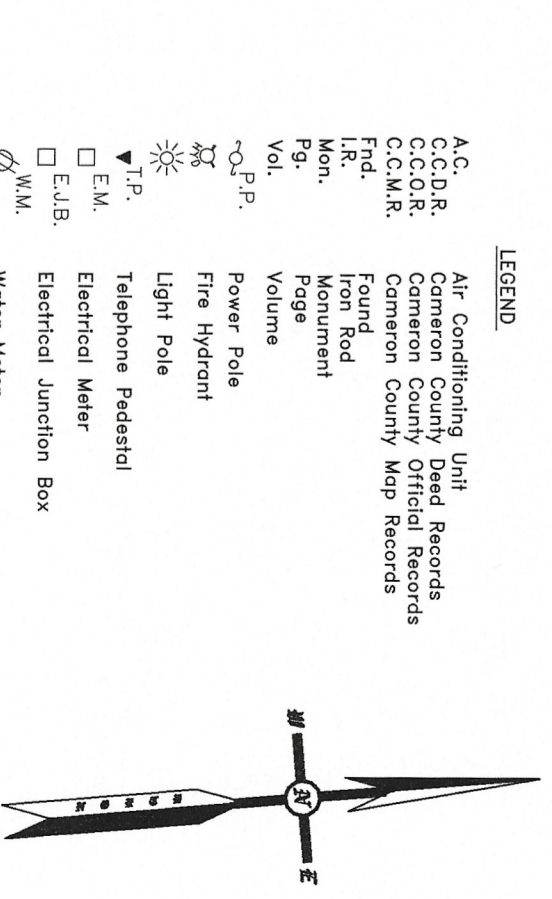 LEGEND
A.C. Air Conditioning Unit
C.C.D.R. Cameron County Deed Records
C.C.O.R. Cameron County Official Records
C.C.M.R. Cameron County Map Records
Fnd. Found
I.R. Iron Rod
Mon. Monument
Pg. Page
Vol. Volume
P.P. Power Pole
Fire Hydrant
Light Pole
T.P. Telephone Pedestal
E.M. Electrical Meter
E.J.B. Electrical Junction Box
W.M. Water Meter
W E